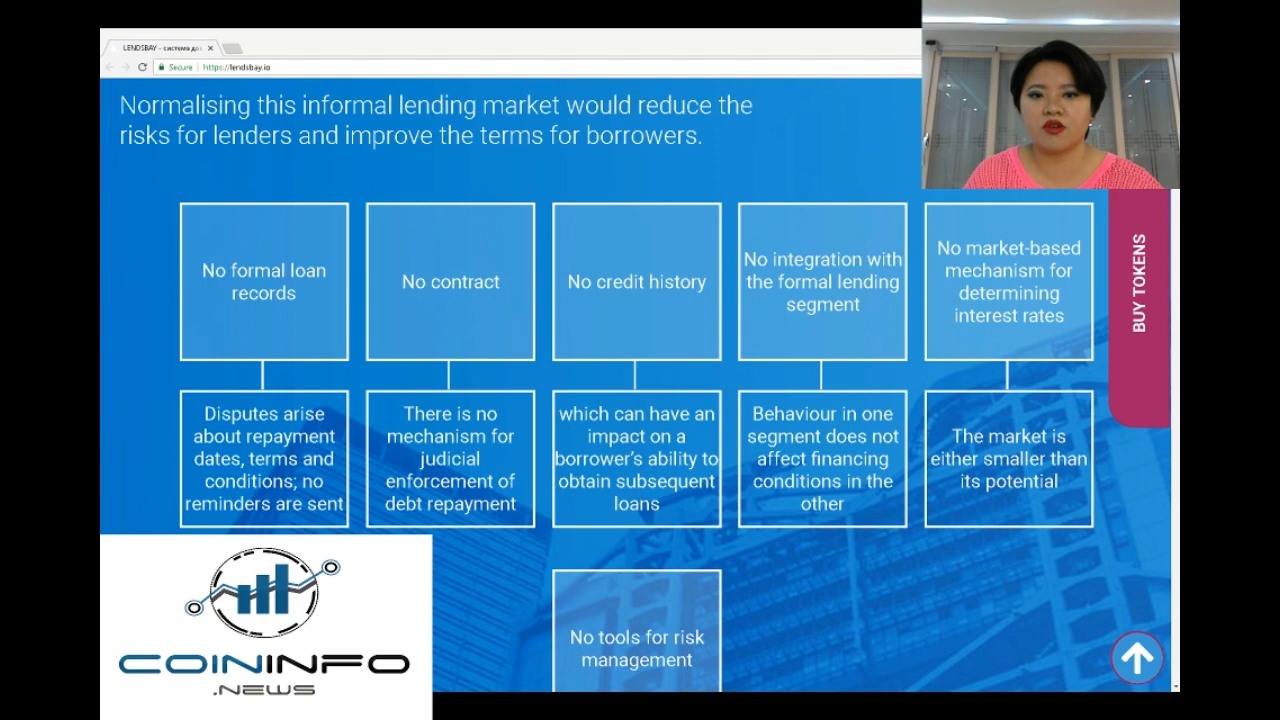 LENDSBAY - система до
Secure
https://lendsbay.io
Normalising this informal lending market would reduce the
risks for lenders and improve the terms for borrowers.
No formal loan
records
No contract
No credit history
No integration with
the formal lending
segment
No market-based
mechanism for
determining
interest rates
BUY TOKENS
Disputes arise
about repayment
dates, terms and
conditions; no
reminders are sent
There is no
mechanism for
judicial
enforcement of
debt repayment
which can have an
impact on a
borrower's ability to
obtain subsequent
loans
Behaviour in one
segment does not
affect financing
conditions in the
other
The market is
either smaller than
its potential
No tools for risk
management
COININFO
.NEWS